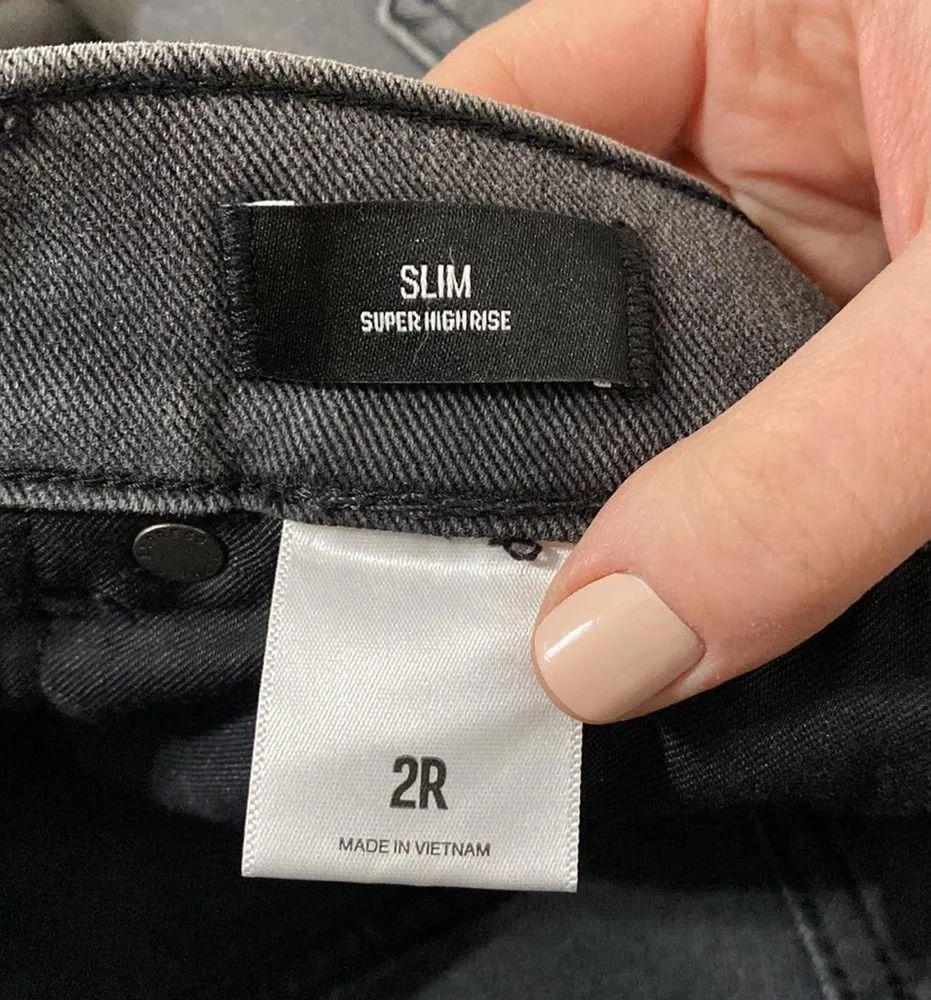 SLIM
SUPER HIGH RISE
2R
MADE IN VIETNAM